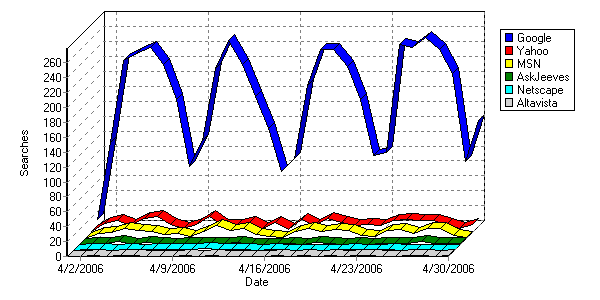 Google
Yahoo
MSN
AskJeeves
Netscape
Altavista
260
240
220
200
180
160
140
120
100
80
60
40
20
0
Searches
4/2/2006 4/9/2006 4/16/2006 4/23/2006 4/30/2006
Date